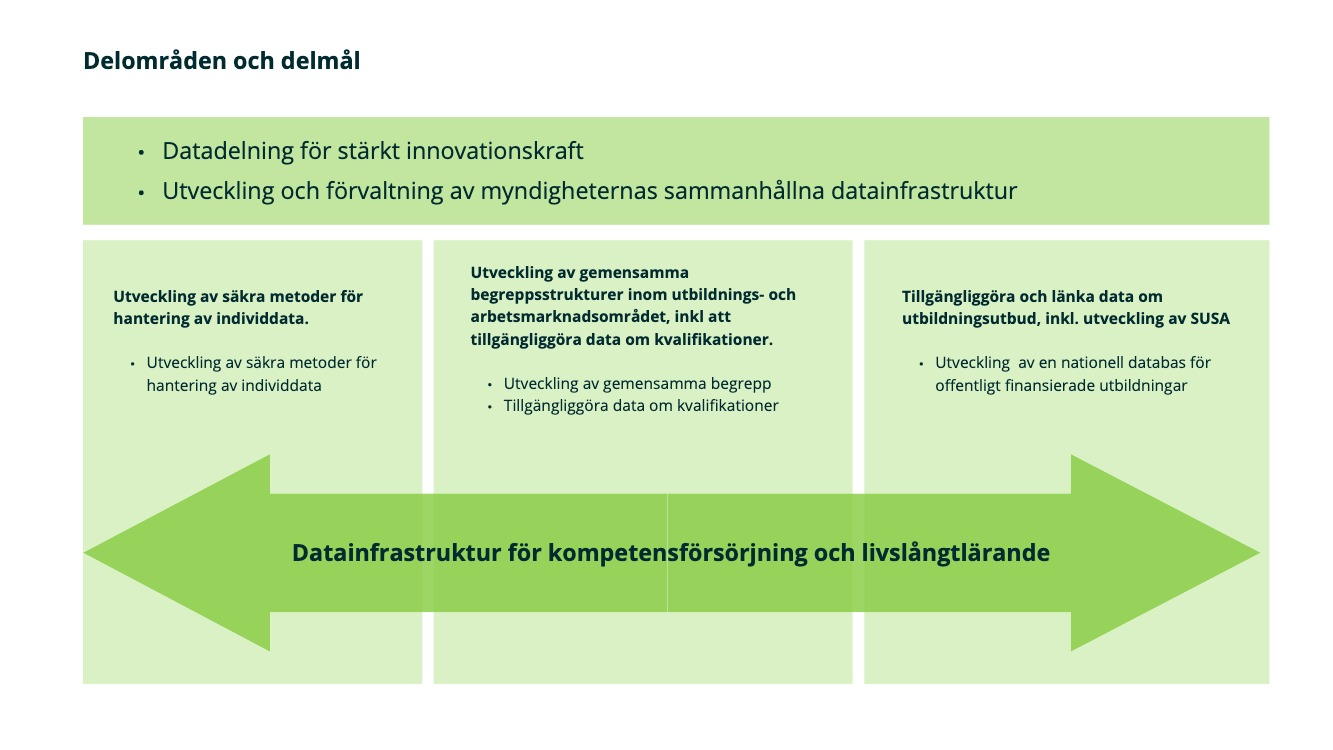 Delområden och delmål
• Datadelning för stärkt innovationskraft
• Utveckling och förvaltning av myndigheternas sammanhållna datainfrastruktur
Utveckling av säkra metoder för
hantering av individdata.
• Utveckling av säkra metoder för
hantering av individdata
Utveckling av gemensamma
begreppsstrukturer inom utbildnings- och
arbetsmarknadsområdet, inkl att
tillgängliggöra data om kvalifikationer.
• Utveckling av gemensamma begrepp
• Tillgängliggöra data om kvalifikationer
Tillgängliggöra och länka data om
utbildningsutbud, inkl. utveckling av SUSA
• Utveckling  av en nationell databas för
offentligt finansierade utbildningar
Datainfrastruktur för kompetensförsörjning och livslångtlärande